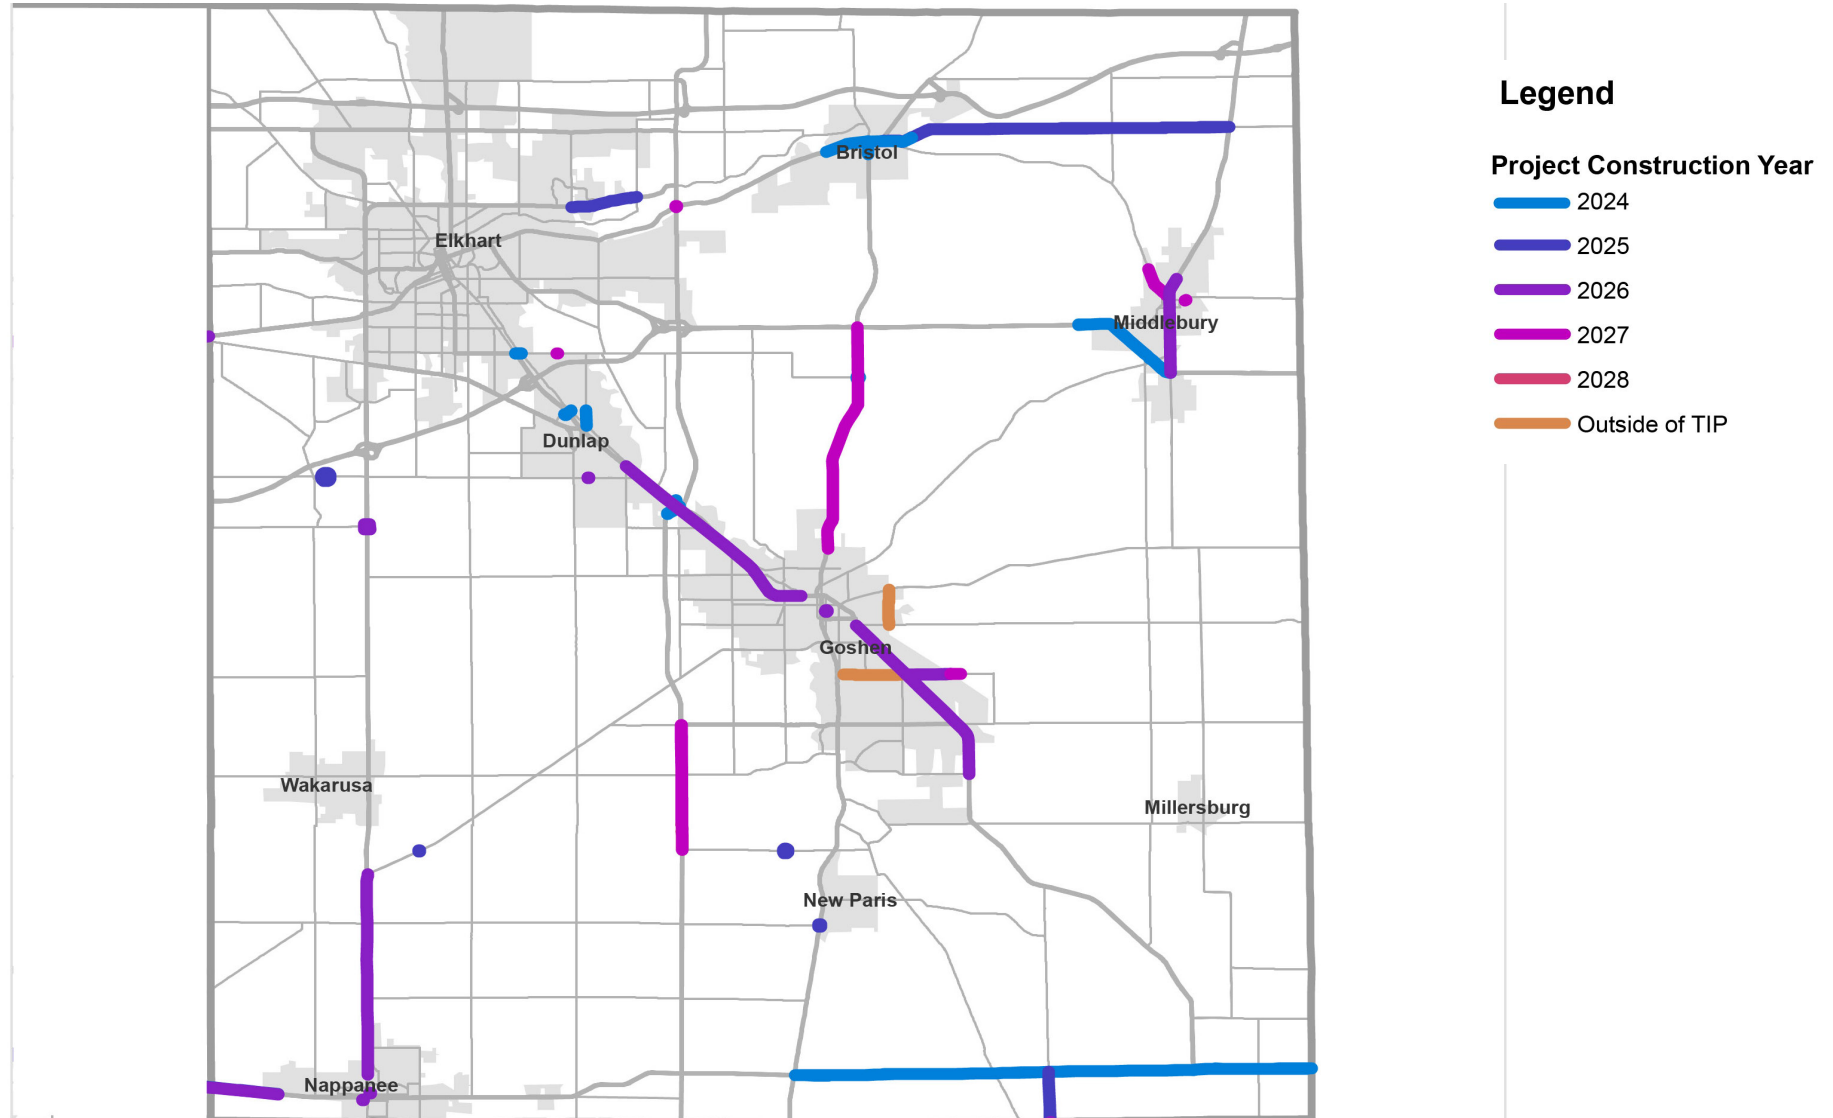 Legend
Project Construction Year
2024
2025
2026
2027
2028
Outside of TIP
Bristol
Elkhart
Middlebury
Dunlap
Goshen
Wakarusa
Millersburg
New Paris
Nappanee